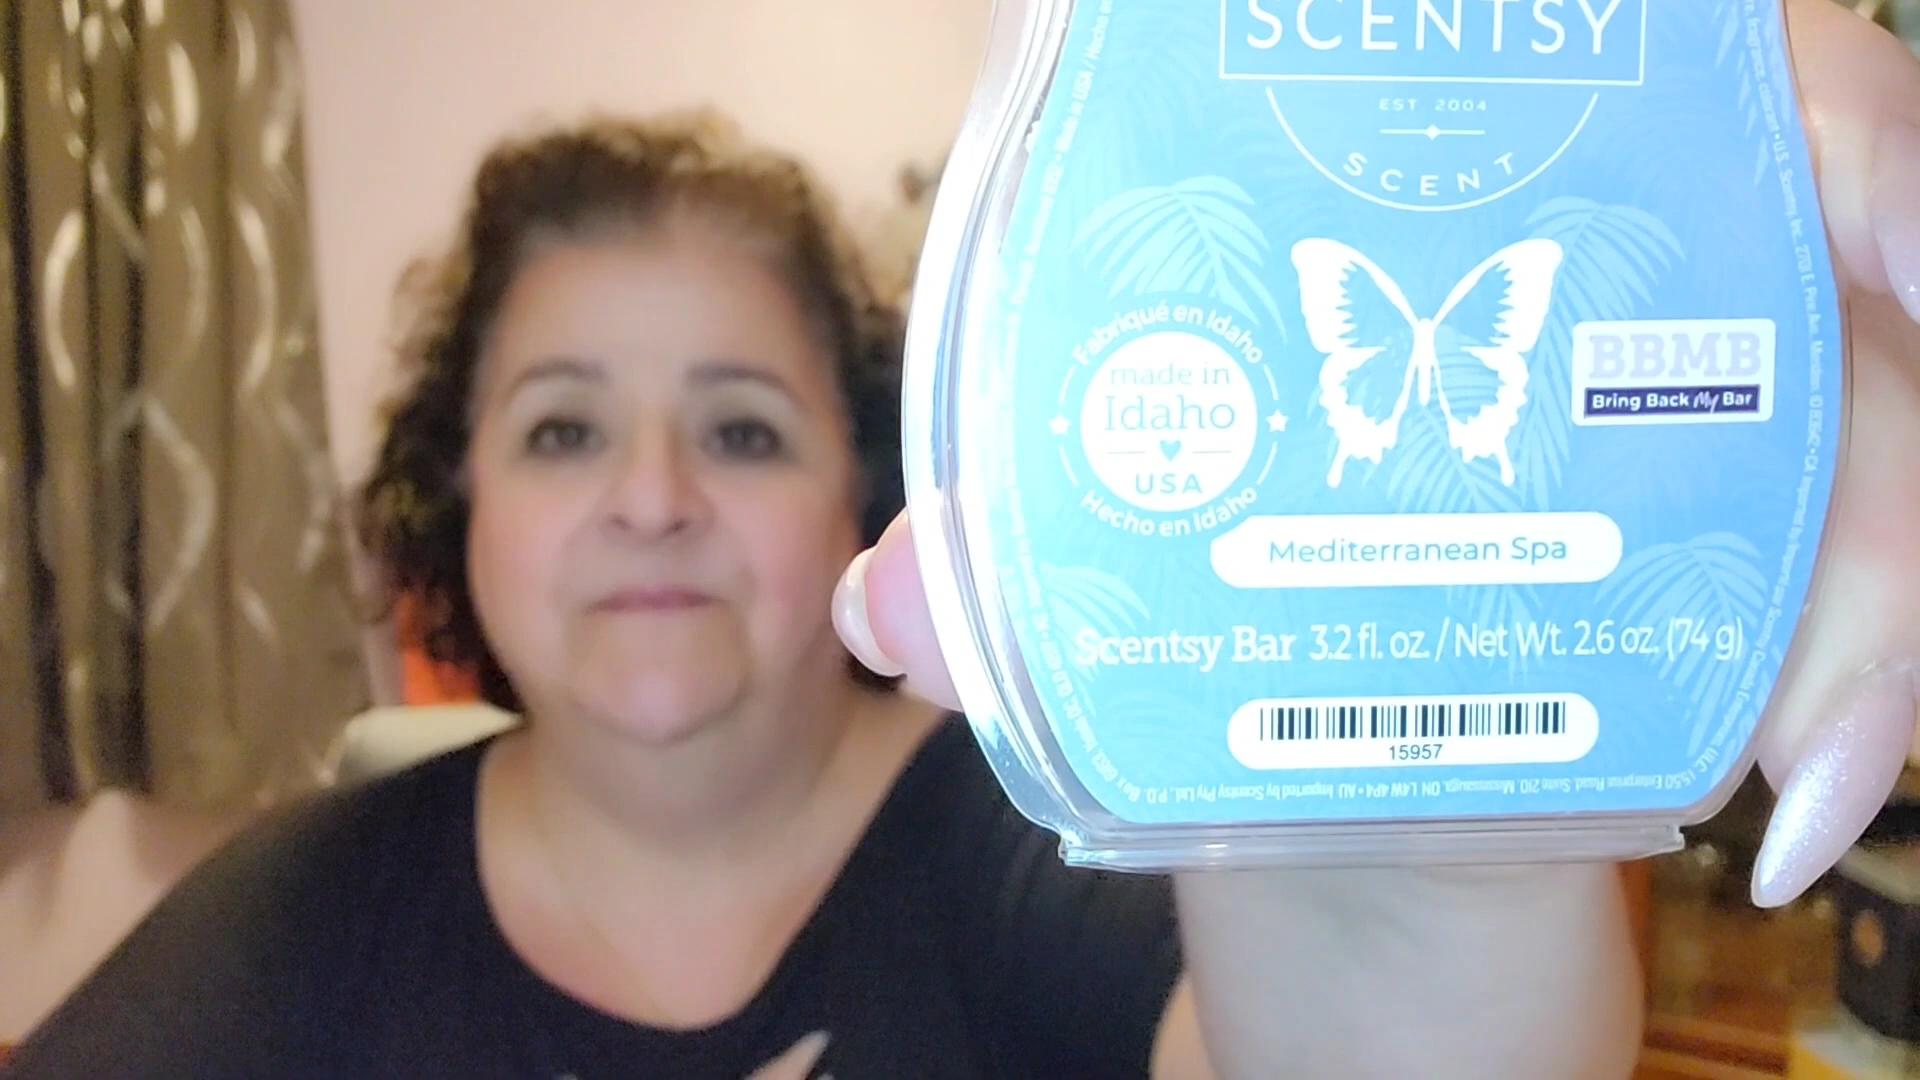 SCENTSY
EST 2004
SCENT
Fabriqué en Idaho
made in
Idaho
USA
Hecho en Idaho
BBMB
Bring Back My Bar
Mediterranean Spa
Scentsy Bar 3.2 fl. oz. / Net Wt. 2.6 oz. (74 g)
15957